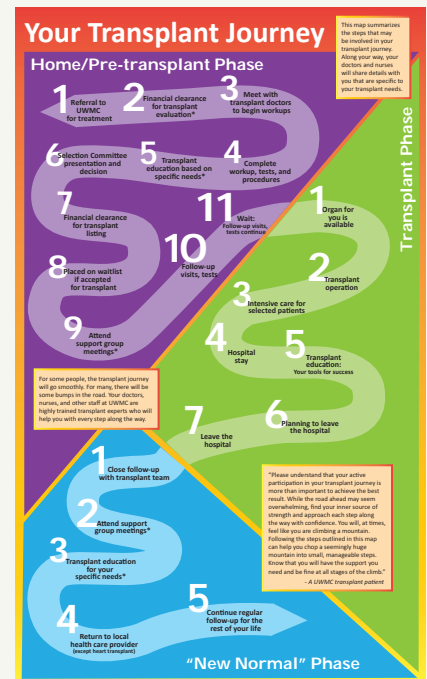 Your Transplant Journey
This map summarizes
the steps that may
be involved in your
transplant journey.
Along your way, your
doctors and nurses
will share details with
you that are specific to
your transplant needs.
Home/Pre-transplant Phase
1 Referral to
UWMC
for treatment
2 Financial clearance
for transplant
evaluation*
3 Meet with
transplant doctors
to begin workups
4 Complete
workup, tests, and
procedures
5 Transplant
education based on
specific needs*
6 Selection Committee
presentation and
decision
7 Financial clearance
for transplant
listing
8 Placed on waitlist
if accepted
for transplant
9 Attend
support group
meetings*
10 Follow-up
visits, tests
11 Wait:
Follow-up visits,
tests continue
Transplant Phase
1 Organ for
you is
available
2 Transplant
operation
3 Intensive care for
selected patients
4 Hospital
stay
5 Transplant
education:
Your tools for success
6 Planning to leave
the hospital
7 Leave the
hospital
For some people, the transplant journey
will go smoothly. For many, there will be
some bumps in the road. Your doctors,
nurses, and other staff at UWMC are
highly trained transplant experts who will
help you with every step along the way.
1 Close follow-up
with transplant team
2 Attend support
group meetings*
3 Transplant education
for your
specific needs*
4 Return to local
health care provider
(except heart transplant)
5 Continue regular
follow-up for the
rest of your life
"New Normal" Phase
"Please understand that your active
participation in your transplant journey is
more than important to achieve the best
result. While the road ahead may seem
overwhelming, find your inner source of
strength and approach each step along
the way with confidence. You will, at times,
feel like you are climbing a mountain.
Following the steps outlined in this map
can help you chop a seemingly huge
mountain into small, manageable steps.
Know that you will have the support you
need and be fine at all stages of the climb."
- A UWMC transplant patient